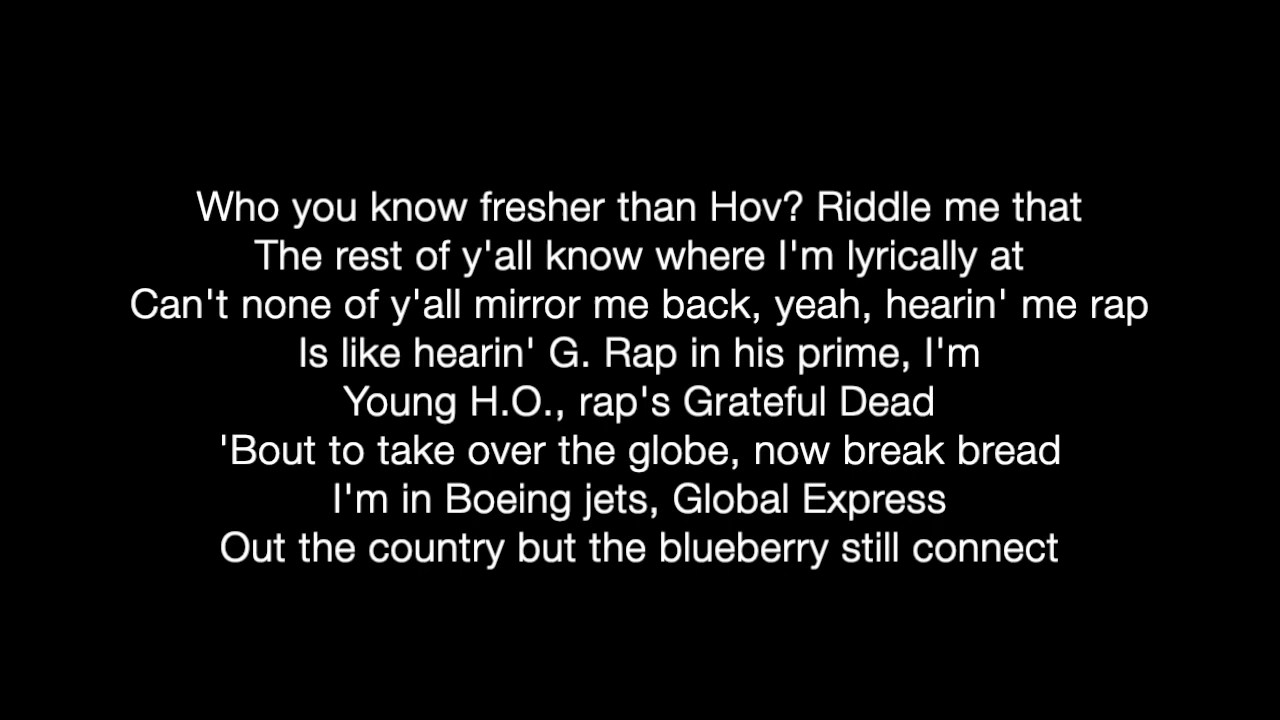 Who you know fresher than Hov? Riddle me that
The rest of y'all know where I'm lyrically at
Can't none of y'all mirror me back, yeah, hearin' me rap
Is like hearin' G. Rap in his prime, I'm
Young H.O., rap's Grateful Dead
'Bout to take over the globe, now break bread
I'm in Boeing jets, Global Express
Out the country but the blueberry still connect